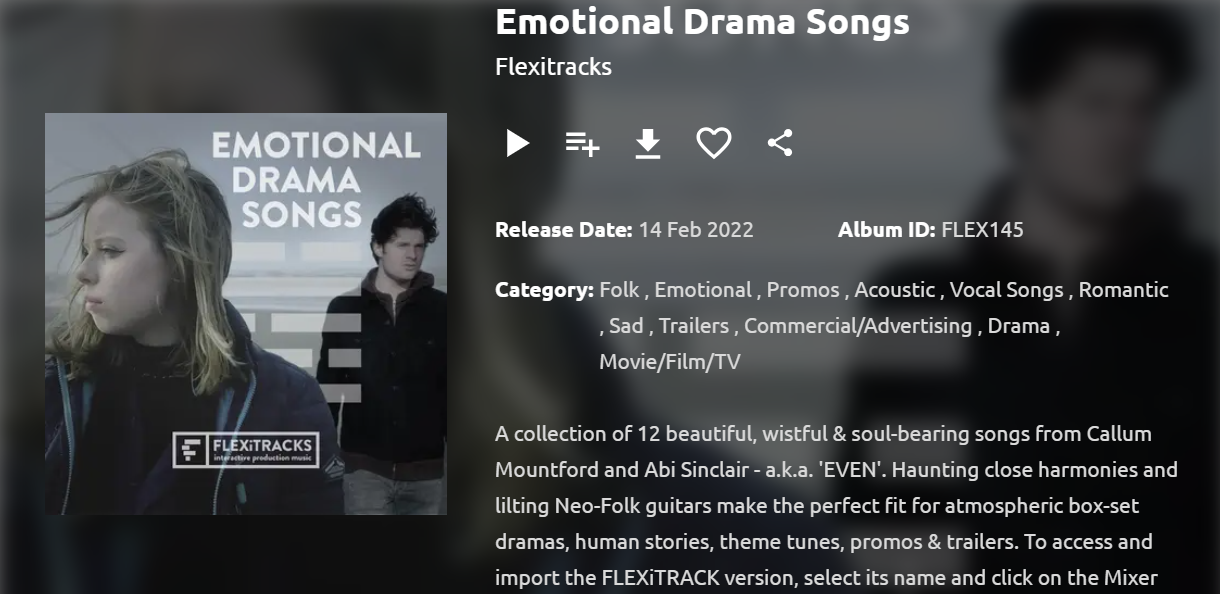 Emotional Drama Songs
Flexitracks
EMOTIONAL
DRAMA
SONGS
FLEXiTRACKS
interactive production music
Release Date: 14 Feb 2022
Album ID: FLEX145
Category: Folk , Emotional , Promos , Acoustic , Vocal Songs , Romantic
, Sad , Trailers , Commercial/Advertising , Drama ,
Movie/Film/TV
A collection of 12 beautiful, wistful & soul-bearing songs from Callum
Mountford and Abi Sinclair - a.k.a. 'EVEN'. Haunting close harmonies and
lilting Neo-Folk guitars make the perfect fit for atmospheric box-set
dramas, human stories, theme tunes, promos & trailers. To access and
import the FLEXiTRACK version, select its name and click on the Mixer